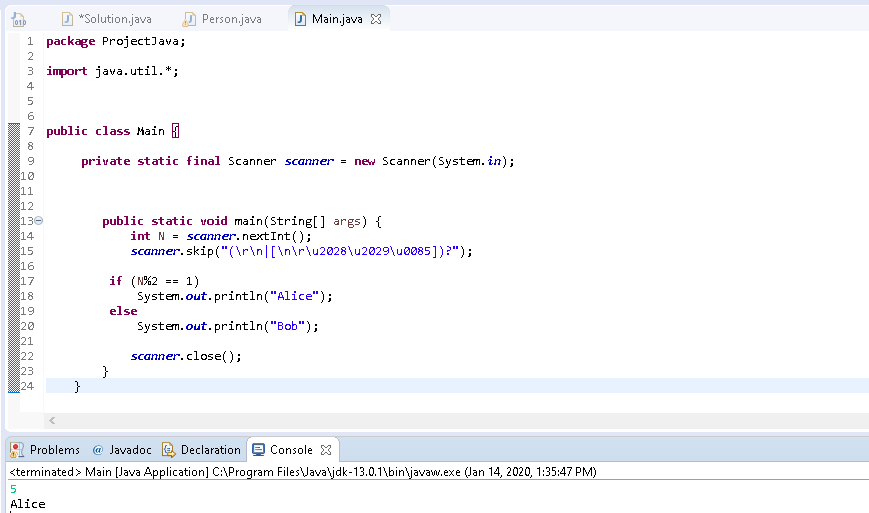 *Solution.java Person.java Main.java
1 package ProjectJava;
2
3 import java.util.*;
4
5
6
7 public class Main {
8
9 private static final Scanner scanner = new Scanner(System.in);
10
11
12
13 public static void main(String[] args) {
14 int N = scanner.nextInt();
15 scanner.skip("(\r\n|[\n\r\u2028\u2029\u0085])?");
16
17 if (N%2 == 1)
18 System.out.println("Alice");
19 else
20 System.out.println("Bob");
21
22 scanner.close();
23 }
24 }
Problems @ Javadoc Declaration Console
<terminated> Main [Java Application] C:\Program Files\Java\jdk-13.0.1\bin\javaw.exe (Jan 14, 2020, 1:35:47 PM)
5
Alice